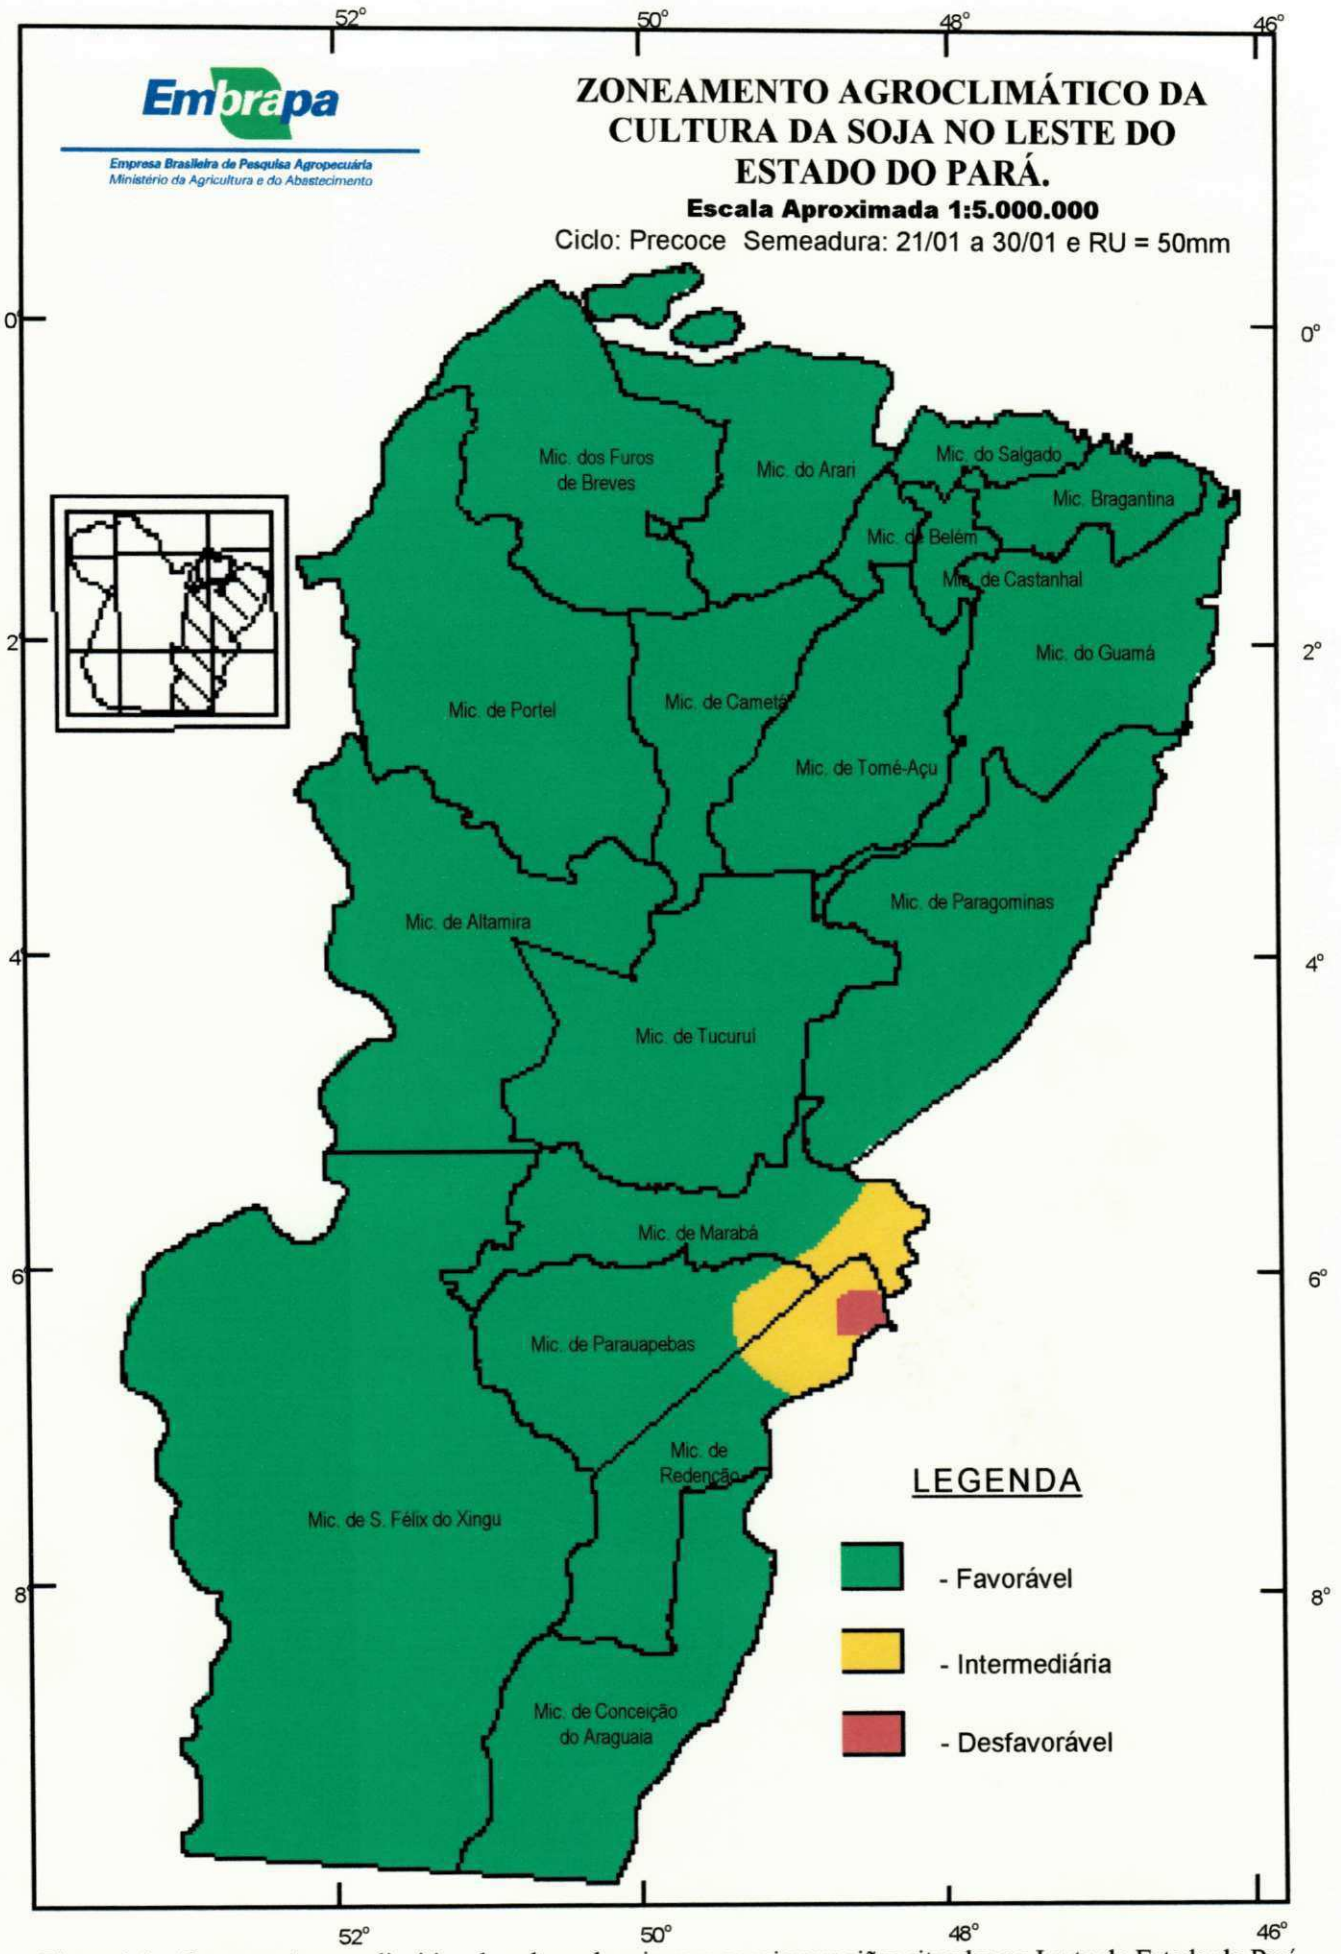 52°
50°
48°
46°
Embrapa
Empresa Brasileira de Pesquisa Agropecuária
Ministério da Agricultura e do Abastecimento
ZONEAMENTO AGROCLIMÁTICO DA
CULTURA DA SOJA NO LESTE DO
ESTADO DO PARÁ.
Escala Aproximada 1:5.000.000
Ciclo: Precoce Semeadura: 21/01 a 30/01 e RU = 50mm
0°
0°
Mic. dos Furos
de Breves
Mic. do Arari
Mic. do Salgado
Mic. Bragantina
Mic. de Belém
Mic. de Castanhal
2°
Mic. do Guamá
2°
Mic. de Portel
Mic. de Cametá
Mic. de Tomé-Açu
Mic. de Altamira
Mic. de Paragominas
4°
4°
Mic. de Tucuruí
Mic. de Marabá
6°
6°
Mic. de Parauapebas
Mic. de
Redenção
Mic. de S. Félix do Xingu
LEGENDA
- Favorável
8°
8°
- Intermediária
Mic. de Conceição
do Araguaia
- Desfavorável
52°
50°
48°
46°